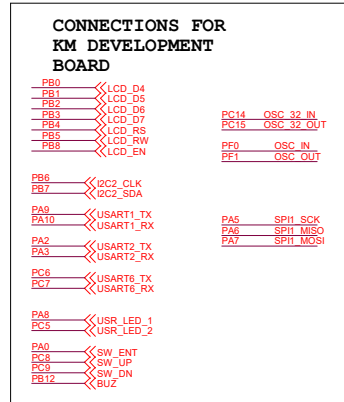 CONNECTIONS FOR
KM DEVELOPMENT
BOARD
PB0 LCD_D4
PB1 LCD_D5
PB2 LCD_D6
PB3 LCD_D7
PB4 LCD_RS
PB5 LCD_RW
PB8 LCD_EN
PB6 I2C2_CLK
PB7 I2C2_SDA
PA9 USART1_TX
PA10 USART1_RX
PA2 USART2_TX
PA3 USART2_RX
PC6 USART6_TX
PC7 USART6_RX
PA8 USR_LED_1
PC5 USR_LED_2
PA0 SW_ENT
PC8 SW_UP
PC9 SW_DN
PB12 BUZ
PC14 OSC_32_IN
PC15 OSC_32_OUT
PF0 OSC_IN
PF1 OSC_OUT
PA5 SPI1_SCK
PA6 SPI1_MISO
PA7 SPI1_MOSI